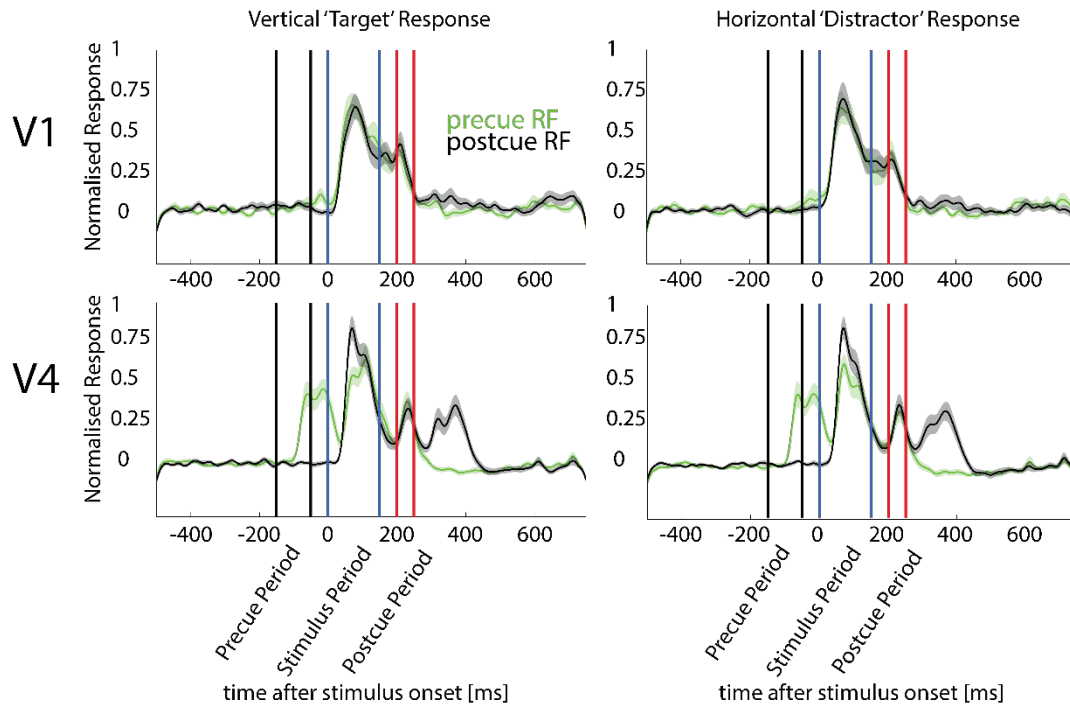 Vertical 'Target' Response
Horizontal 'Distractor' Response
V1
Normalised Response
1
0.75
0.5
0.25
0
-400
-200
0
200
400
600
precue RF
postcue RF
1
0.75
0.5
0.25
0
-400
-200
0
200
400
600
V4
Normalised Response
1
0.75
0.5
0.25
0
-400
-200
0
200
400
600
1
0.75
0.5
0.25
0
-400
-200
0
200
400
600
Precue Period
Stimulus Period
Postcue Period
Precue Period
Stimulus Period
Postcue Period
time after stimulus onset [ms]
time after stimulus onset [ms]